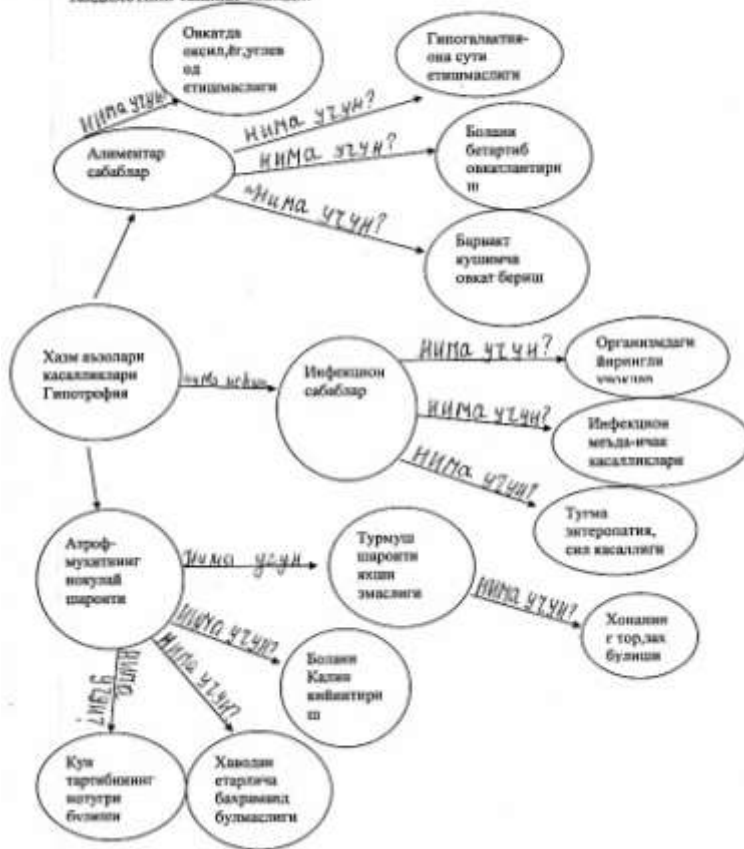 Овкатда
оксил,ёг,углев
од
етишмаслиги
Гипогалактия-
она сути
етишмаслиги
нима учун?
нима учун?
Алиментар
сабаблар
нима учун?
Болани
бетартиб
овкатлантири
ш
Нима учун?
Барвакт
кушимча
овкат бериш
Хазм аъзолари
касалликлари
Гипотрофия
Инфекцион
сабаблар
нима учун?
Организмдаги
йирингли
нима учун?
Инфекцион
меъда-ичак
касалликлари
нима учун?
Тугма
энтеропатия,
сил касаллиги
Атроф-
мухитнинг
нокулай
шароити
Нима учун
Турмуш
шароити
яхши
эмаслиги
нима учун?
Хонанин
г тор,зах
булиши
нима учун?
Болани
Калин
кийинтири
ш
нима учун?
нима
учун?
Кун
тартибининг
нотугри
булиши
Хаводан
етарлича
бахраманд
булмаслиги